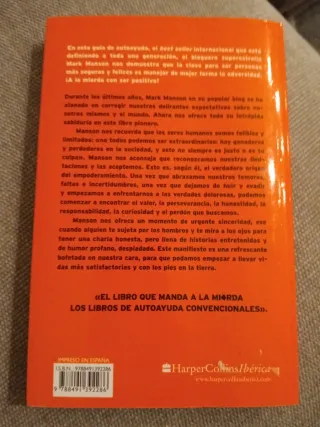 En esta guía de autoayuda, el best seller internacional que está
definiendo a toda una generación, el bloguero superestrella
Mark Manson nos demuestra que la clave para ser personas
más seguras y felices es manejar de mejor forma la adversidad.
¡A la mierda con ser positivo!
Durante los últimos años, Mark Manson en su popular blog se ha
afanado en corregir nuestras delirantes expectativas sobre
nosotros mismos y el mundo. Ahora nos ofrece toda su intrépida
sabiduría en este libro pionero.
Manson nos recuerda que los seres humanos somos falibles y
limitados: «no todos podemos ser extraordinarios: hay ganadores
y perdedores en la sociedad, y esto no siempre es justo o es tu
culpa». Manson nos aconseja que reconozcamos nuestras limi-
taciones y las aceptemos. Esto es, según él, el verdadero origen
del empoderamiento. Una vez que abrazamos nuestros temores,
faltas e incertidumbres, una vez que dejamos de huir y evadir
y empezamos a enfrentarnos a las verdades dolorosas, podemos
comenzar a encontrar el valor, la perseverancia, la honestidad, la
responsabilidad, la curiosidad y el perdón que buscamos.
Manson nos ofrece un momento de urgente sinceridad, ese
cuando alguien te sujeta por los hombros y te mira a los ojos para
tener una charla honesta, pero llena de historias entretenidas y
de humor profano, despiadado. Este manifiesto es una refrescante
bofetada en nuestra cara, para que podamos empezar a llevar vi-
das más satisfactorias y con los pies en la tierra.
«EL LIBRO QUE MANDA A LA MIERDA
LOS LIBROS DE AUTOAYUDA CONVENCIONALES».
IMPRESO EN ESPAÑA
ISBN: 9788491392286
9 788491 392286
HarperCollins Ibérica
www.harpercollinsiberica.com